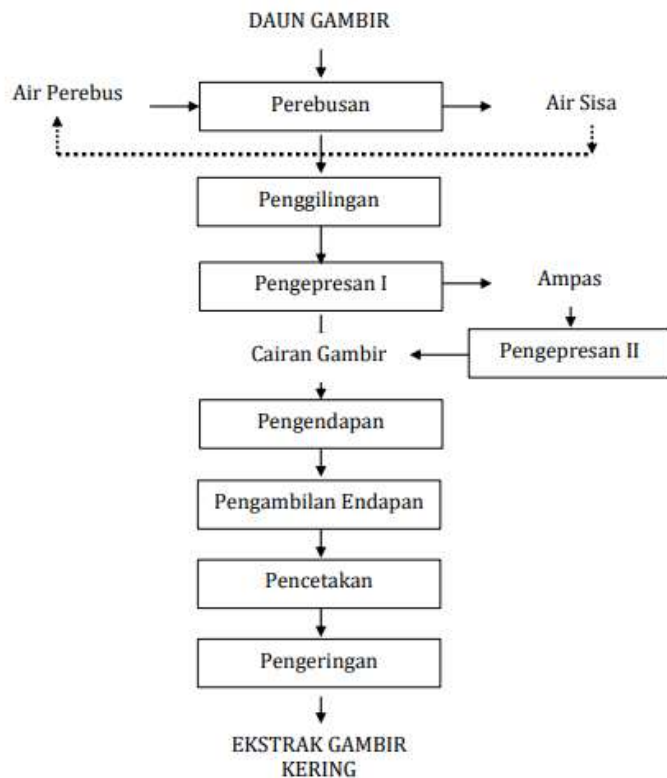 DAUN GAMBIR
Air Perebus
Perebusan
Air Sisa
Penggilingan
Pengepresan I
Ampas
Cairan Gambir
Pengepresan II
Pengendapan
Pengambilan Endapan
Pencetakan
Pengeringan
EKSTRAK GAMBIR
KERING